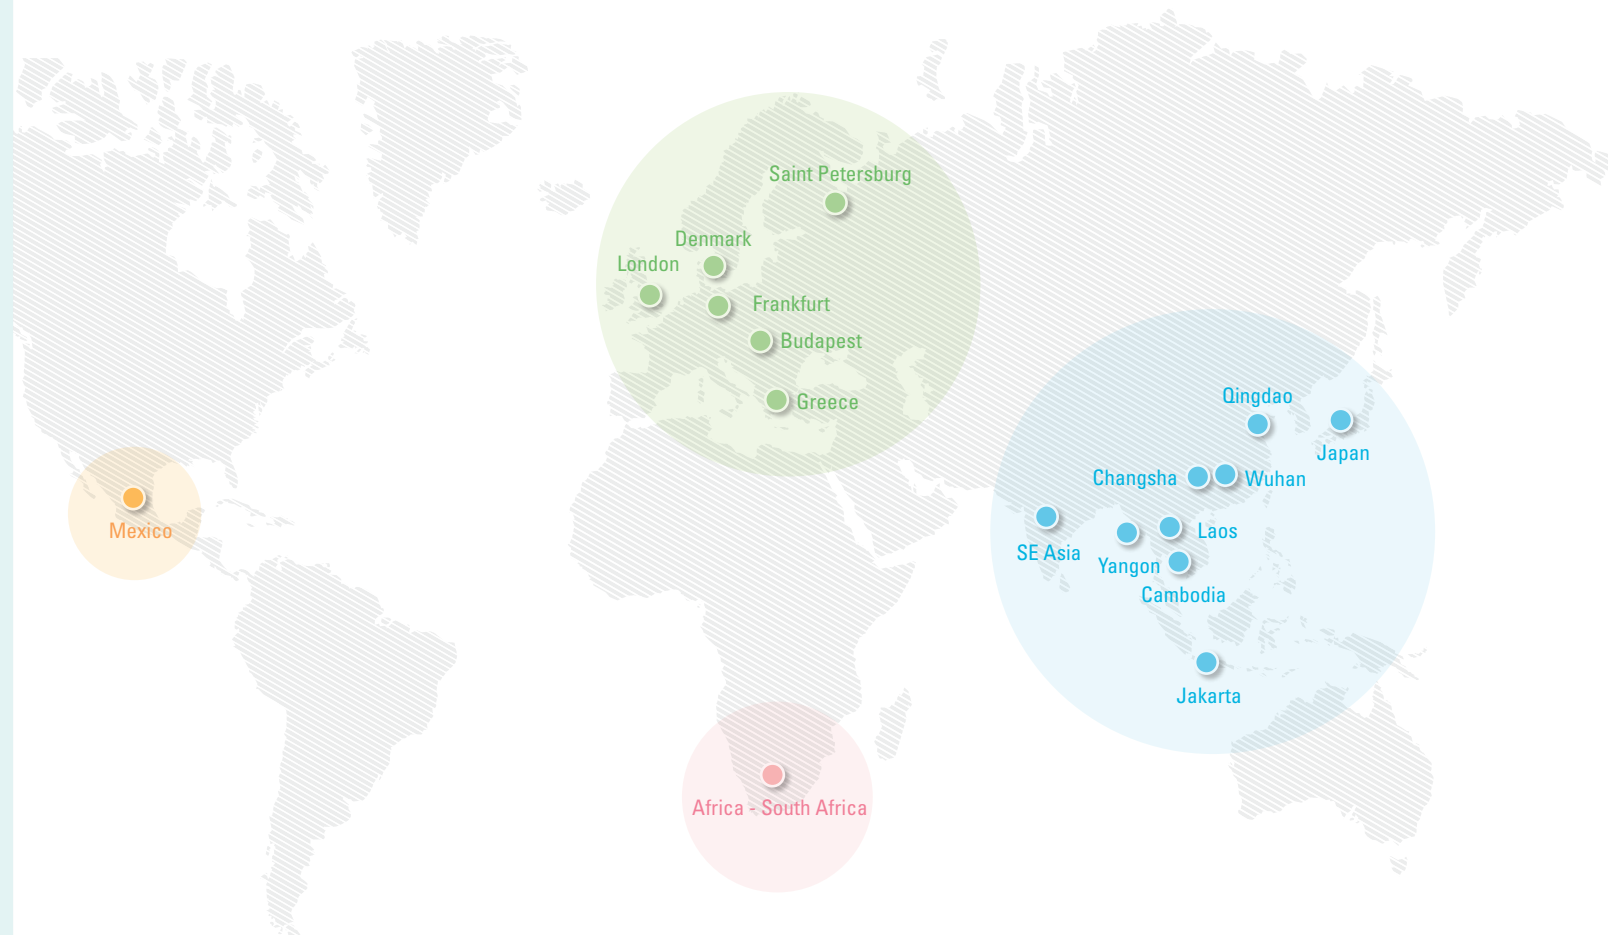 Saint Petersburg
Denmark
London
Frankfurt
Budapest
Greece
Qingdao
Japan
Changsha
Wuhan
Mexico
Laos
SE Asia
Yangon
Cambodia
Jakarta
Africa - South Africa